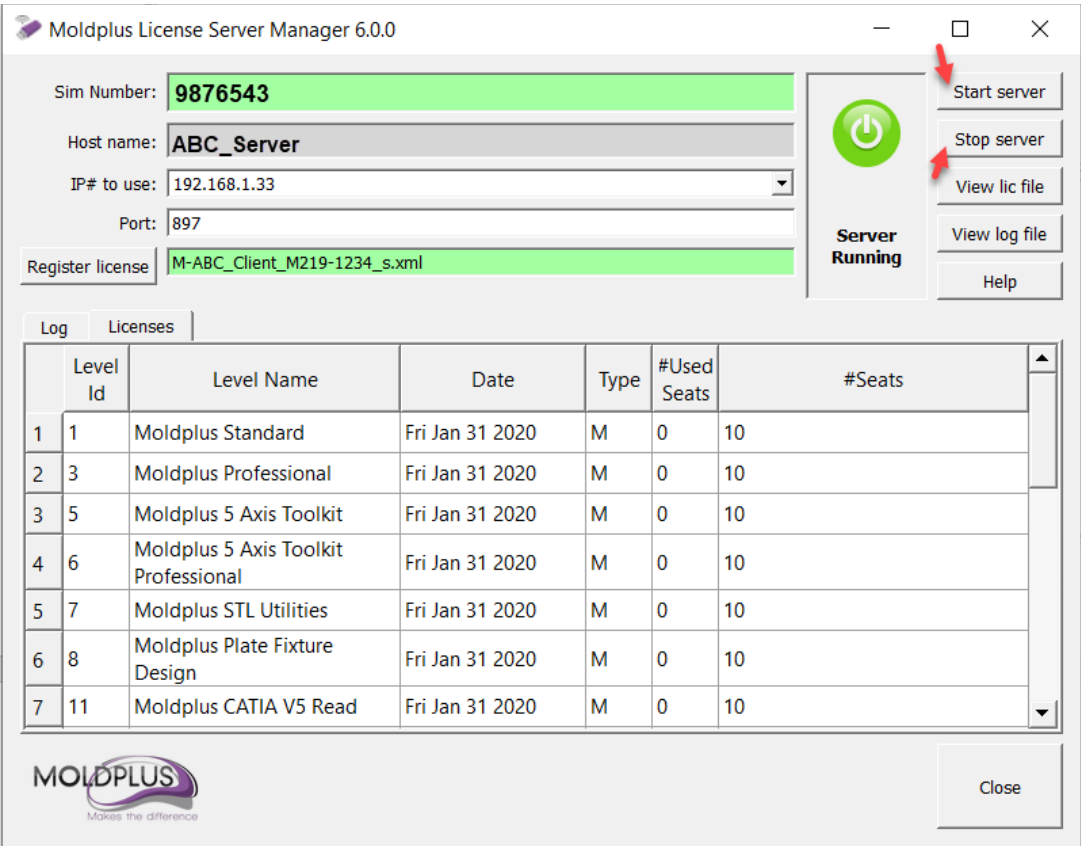 Moldplus License Server Manager 6.0.0
Sim Number: 9876543
Start server
Host name: ABC_Server
Stop server
IP# to use: 192.168.1.33
View lic file
Port: 897
Server
Running
View log file
Register license M-ABC_Client_M219-1234_s.xml
Help
Log Licenses
Level
Id
Level Name
Date
Type
#Used
Seats
#Seats
1 1 Moldplus Standard Fri Jan 31 2020 M 0 10
2 3 Moldplus Professional Fri Jan 31 2020 M 0 10
3 5 Moldplus 5 Axis Toolkit Fri Jan 31 2020 M 0 10
4 6 Moldplus 5 Axis Toolkit
Professional Fri Jan 31 2020 M 0 10
5 7 Moldplus STL Utilities Fri Jan 31 2020 M 0 10
6 8 Moldplus Plate Fixture
Design Fri Jan 31 2020 M 0 10
7 11 Moldplus CATIA V5 Read Fri Jan 31 2020 M 0 10
MOLDPLUS
Makes the difference
Close